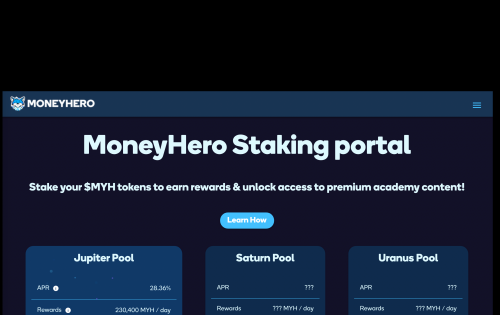 MONEYHERO
MoneyHero Staking portal
Stake your $MYH tokens to earn rewards & unlock access to premium academy content!
Learn How
Jupiter Pool
Saturn Pool
Uranus Pool
APR 28.36%
APR ???
APR ???
Rewards 230,400 MYH / day
Rewards ??? MYH / day
Rewards ??? MYH / day